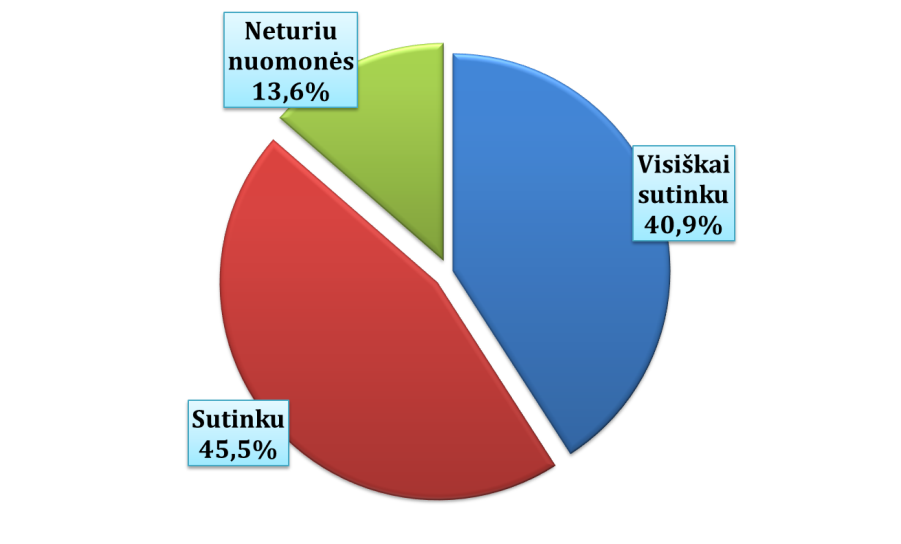 Neturiu
nuomonės
13,6%
Visiškai
sutinku
40,9%
Sutinku
45,5%